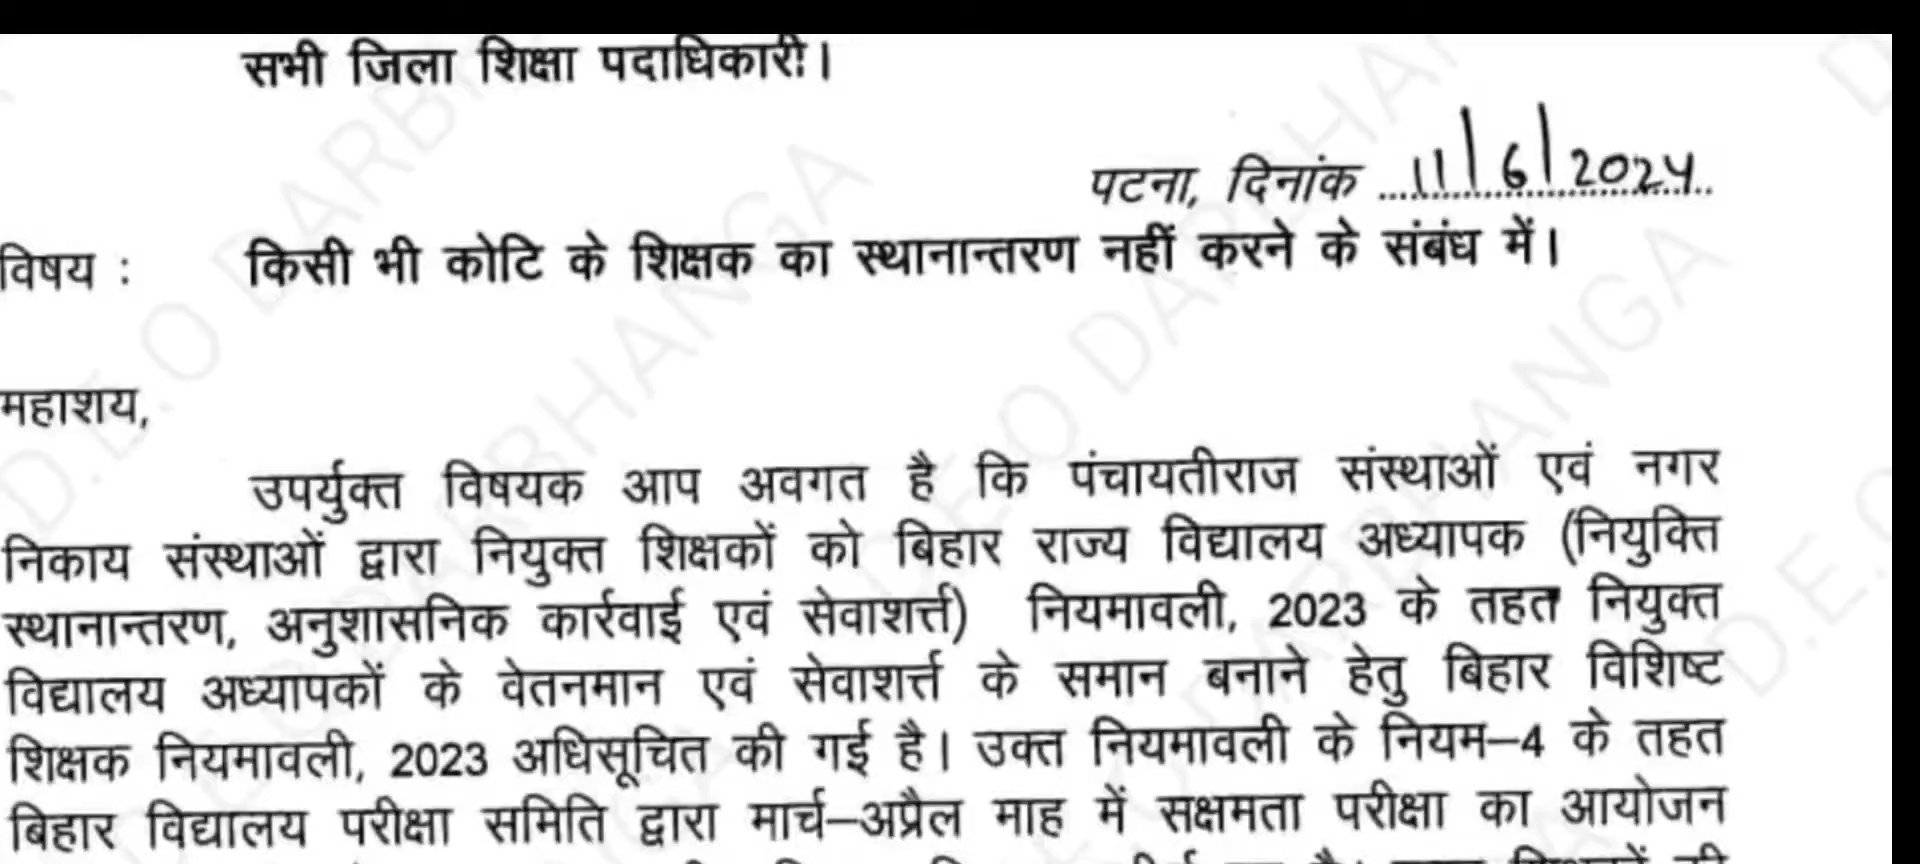 सभी जिला शिक्षा पदाधिकारी।
पटना, दिनांक 11/6/2024
विषय : किसी भी कोटि के शिक्षक का स्थानान्तरण नहीं करने के संबंध में।
महाशय,
उपर्युक्त विषयक आप अवगत है कि पंचायतीराज संस्थाओं एवं नगर
निकाय संस्थाओं द्वारा नियुक्त शिक्षकों को बिहार राज्य विद्यालय अध्यापक (नियुक्ति
स्थानान्तरण, अनुशासनिक कार्रवाई एवं सेवाशर्त्त) नियमावली, 2023 के तहत नियुक्त
विद्यालय अध्यापकों के वेतनमान एवं सेवाशर्त्त के समान बनाने हेतु बिहार विशिष्ट
शिक्षक नियमावली, 2023 अधिसूचित की गई है। उक्त नियमावली के नियम–4 के तहत
बिहार विद्यालय परीक्षा समिति द्वारा मार्च–अप्रैल माह में सक्षमता परीक्षा का आयोजन
D.E.O DARBHANGA